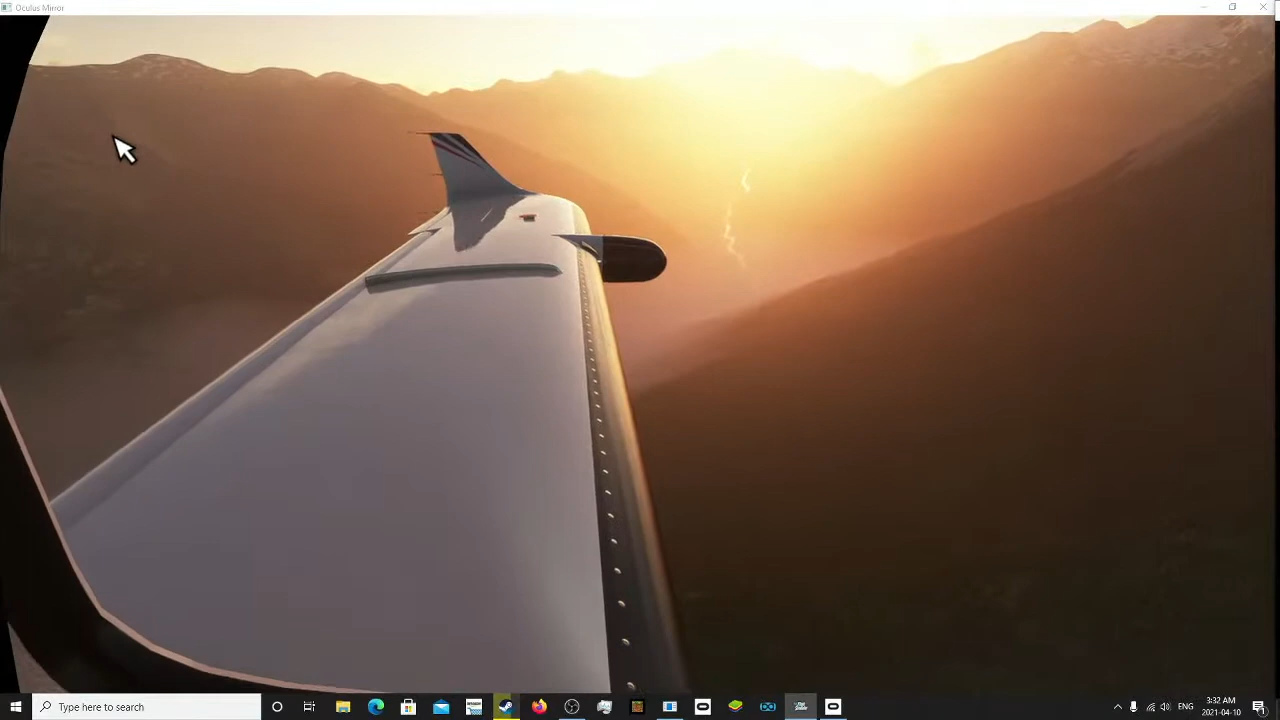 Oculus Mirror
Type here to search
ENG
3:32 AM
2021-04-10